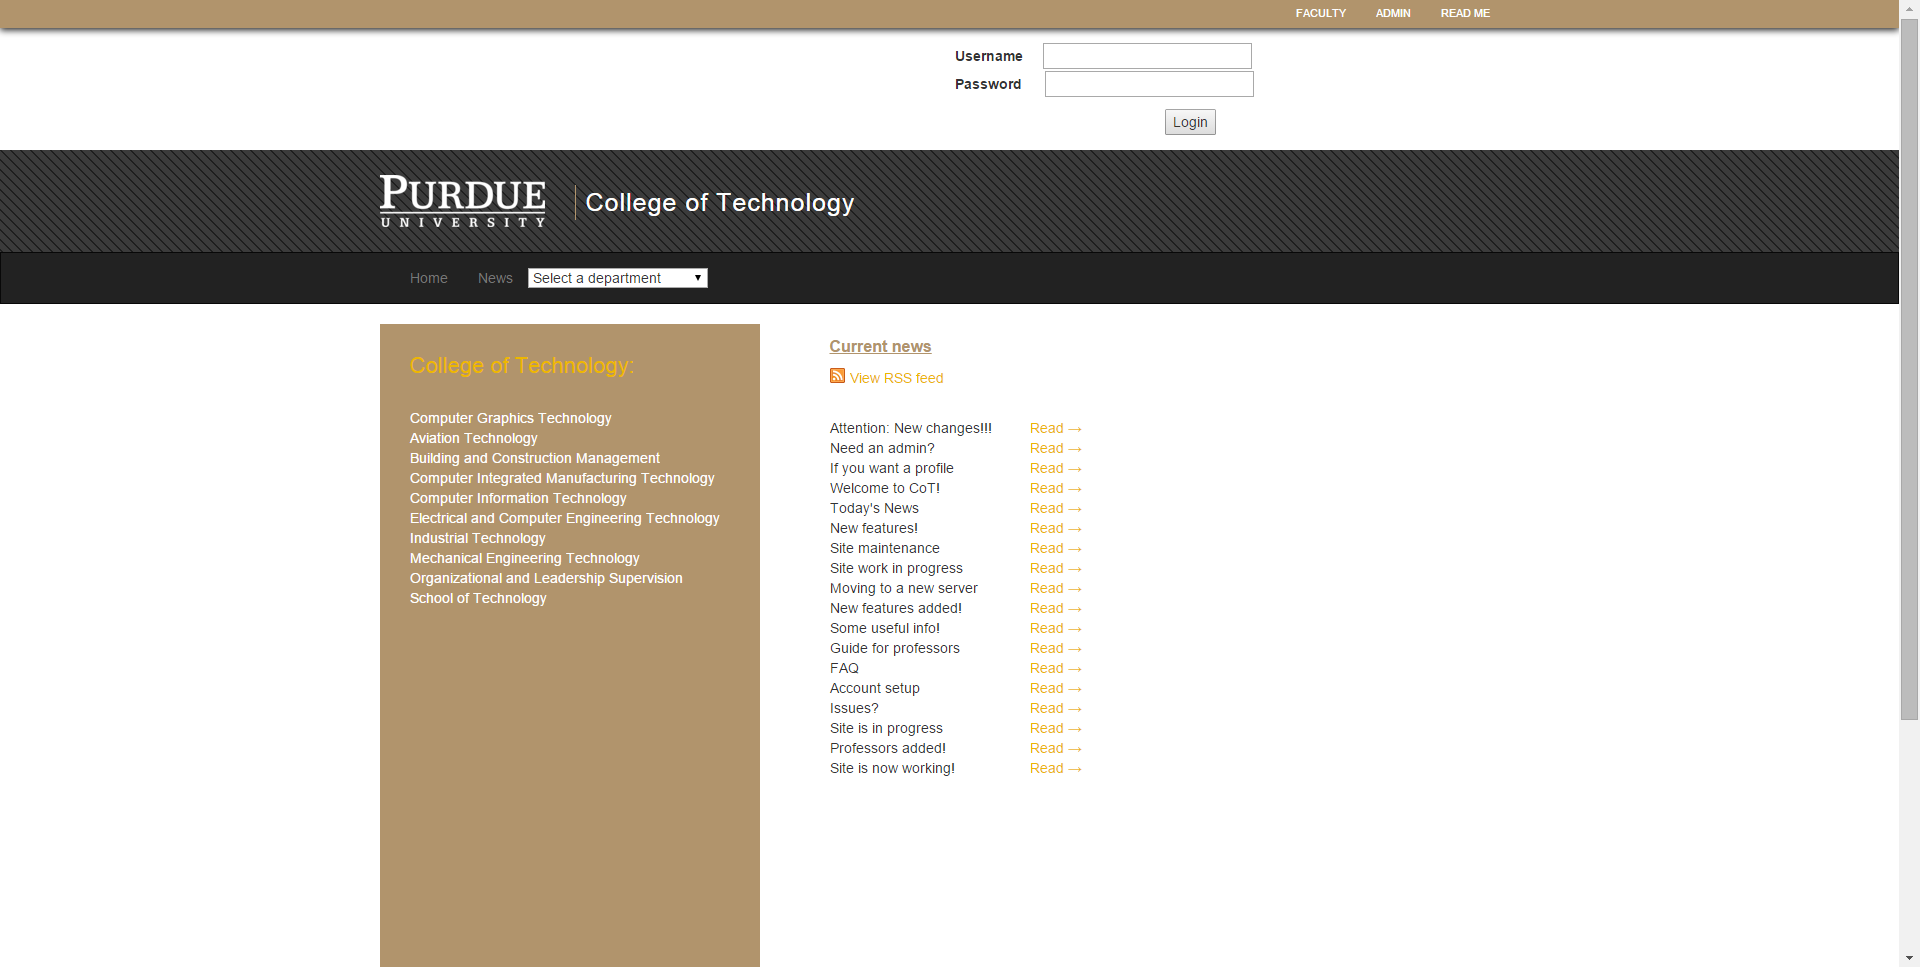 FACULTY ADMIN READ ME
Username
Password
Login
PURDUE
UNIVERSITY
College of Technology
Home News Select a department
College of Technology:
Computer Graphics Technology
Aviation Technology
Building and Construction Management
Computer Integrated Manufacturing Technology
Computer Information Technology
Electrical and Computer Engineering Technology
Industrial Technology
Mechanical Engineering Technology
Organizational and Leadership Supervision
School of Technology
Current news
View RSS feed
Attention: New changes!!! Read →
Need an admin? Read →
If you want a profile Read →
Welcome to CoT! Read →
Today's News Read →
New features! Read →
Site maintenance Read →
Site work in progress Read →
Moving to a new server Read →
New features added! Read →
Some useful info! Read →
Guide for professors Read →
FAQ Read →
Account setup Read →
Issues? Read →
Site is in progress Read →
Professors added! Read →
Site is now working! Read →